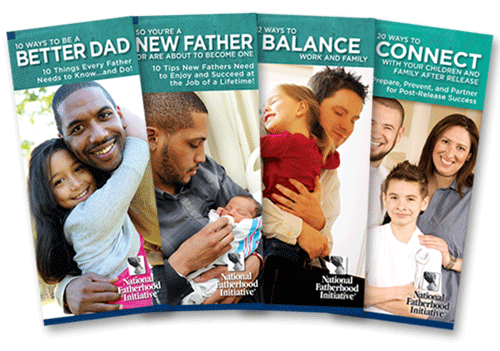 10 WAYS TO BE A
BETTER DAD
10 Things Every Father
Needs to Know...and Do!
National
Fatherhood
Initiative
SO YOU'RE A
NEW FATHER
OR ARE ABOUT TO BECOME ONE
10 Tips New Fathers Need
to Enjoy and Succeed at
the Job of a Lifetime!
National
Fatherhood
Initiative
2 WAYS TO
BALANCE
WORK AND FAMILY
National
Fatherhood
Initiative
20 WAYS TO
CONNECT
WITH YOUR CHILDREN AND
FAMILY AFTER RELEASE
Prepare, Prevent, and Partner
for Post-Release Success
National
Fatherhood
Initiative